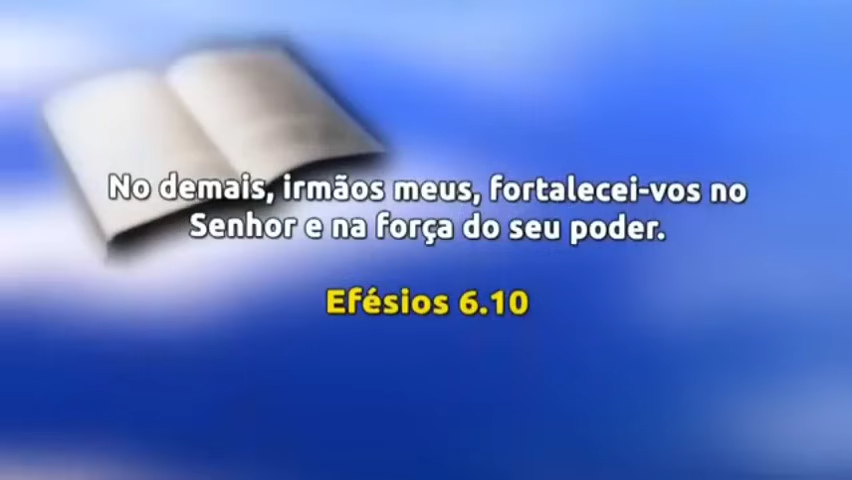 No demais, irmãos meus, fortalecei-vos no
Senhor e na força do seu poder.
Efésios 6.10